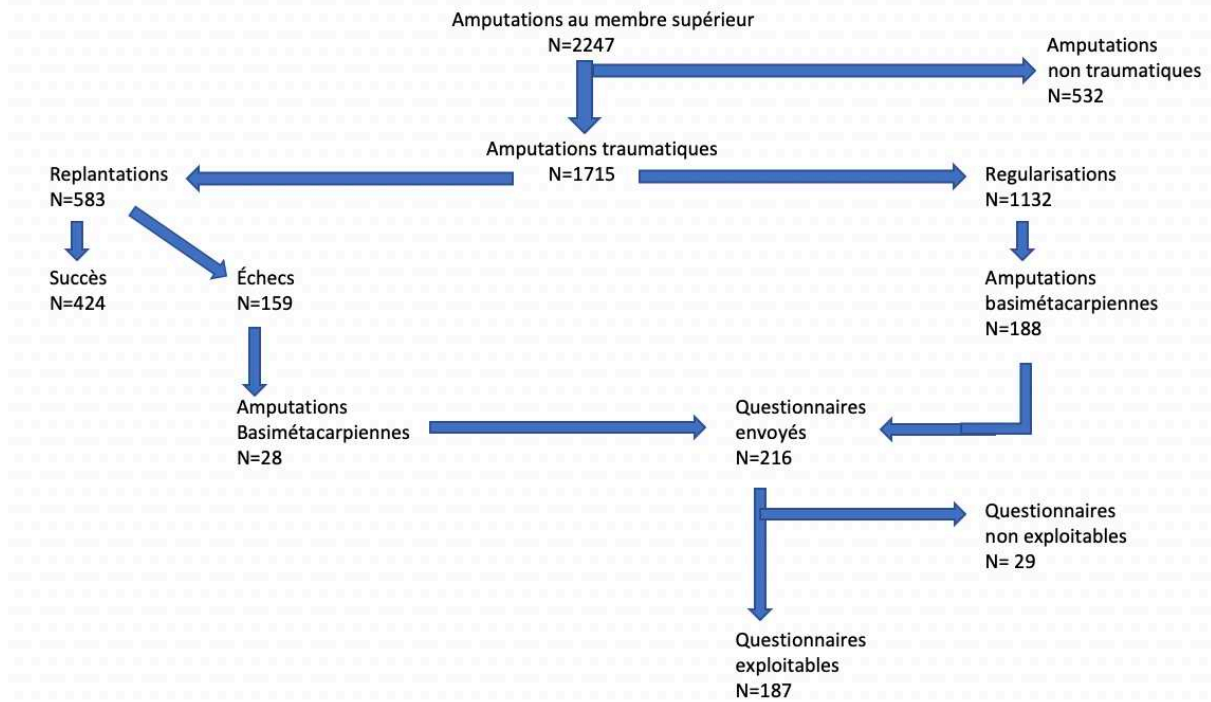 Amputations au membre supérieur
N=2247
Amputations
non traumatiques
N=532
Amputations traumatiques
N=1715
Replantations
N=583
Regularisations
N=1132
Succès
N=424
Échecs
N=159
Amputations
basimétacarpiennes
N=188
Amputations
Basimétacarpiennes
N=28
Questionnaires
envoyés
N=216
Questionnaires
non exploitables
N= 29
Questionnaires
exploitables
N=187